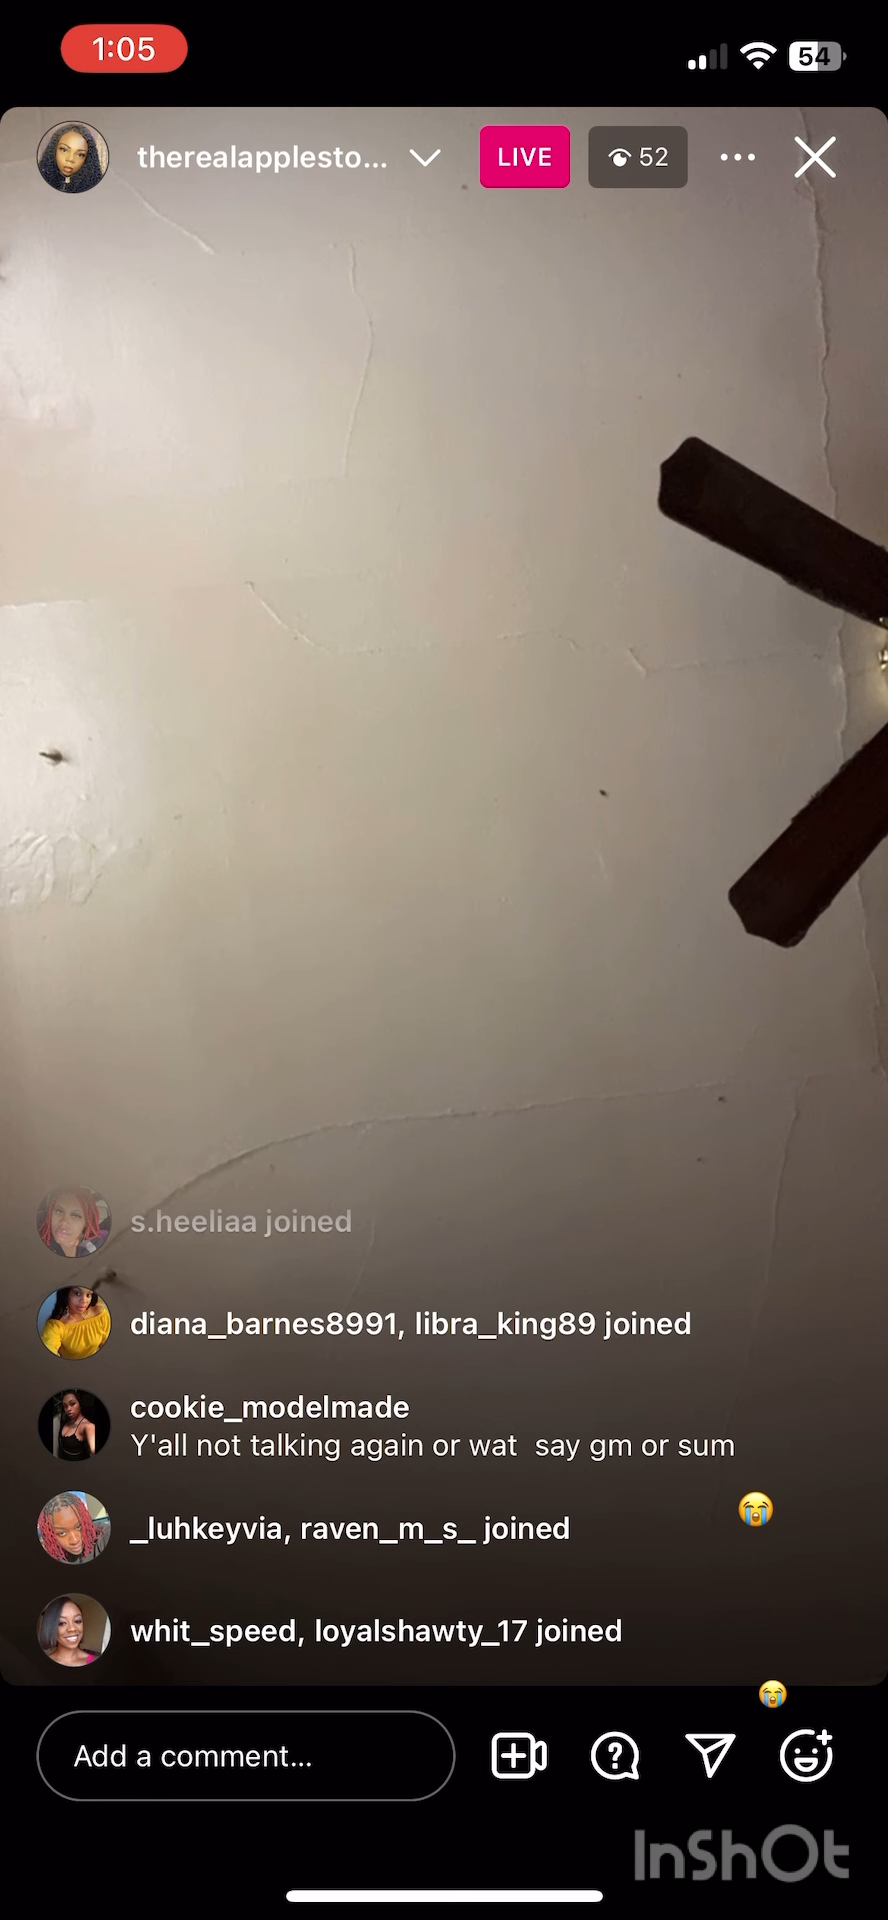 1:05
54
therealapplesto...
LIVE
52
s.heeliaa joined
diana_barnes8991, libra_king89 joined
cookie_modelmade
Y'all not talking again or wat say gm or sum
_luhkeyvia, raven_m_s_ joined
whit_speed, loyalshawty_17 joined
Add a comment...
InShOt